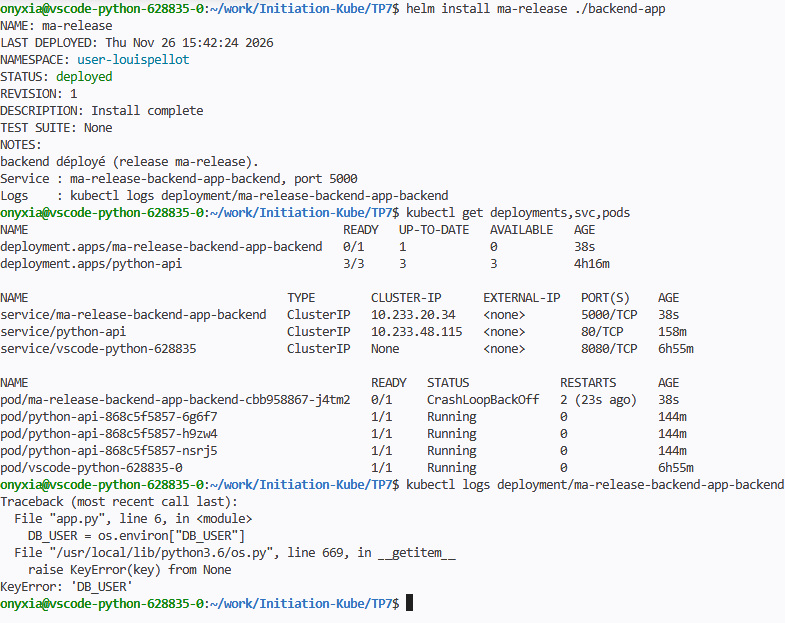 onyxia@vscode-python-628835-0:~/work/Initiation-Kube/TP7$ helm install ma-release ./backend-app
NAME: ma-release
LAST DEPLOYED: Thu Nov 26 15:42:24 2026
NAMESPACE: user-louispellot
STATUS: deployed
REVISION: 1
DESCRIPTION: Install complete
TEST SUITE: None
NOTES:
backend déployé (release ma-release).
Service : ma-release-backend-app-backend, port 5000
Logs    : kubectl logs deployment/ma-release-backend-app-backend
onyxia@vscode-python-628835-0:~/work/Initiation-Kube/TP7$ kubectl get deployments,svc,pods
NAME                                             READY   UP-TO-DATE   AVAILABLE   AGE
deployment.apps/ma-release-backend-app-backend   0/1     1            0           38s
deployment.apps/python-api                       3/3     3            3           4h16m

NAME                                     TYPE        CLUSTER-IP      EXTERNAL-IP   PORT(S)    AGE
service/ma-release-backend-app-backend   ClusterIP   10.233.20.34    <none>        5000/TCP   38s
service/python-api                       ClusterIP   10.233.48.115   <none>        80/TCP     158m
service/vscode-python-628835             ClusterIP   None            <none>        8080/TCP   6h55m

NAME                                                 READY   STATUS             RESTARTS      AGE
pod/ma-release-backend-app-backend-cbb958867-j4tm2   0/1     CrashLoopBackOff   2 (23s ago)   38s
pod/python-api-868c5f5857-6g6f7                      1/1     Running            0             144m
pod/python-api-868c5f5857-h9zw4                      1/1     Running            0             144m
pod/python-api-868c5f5857-nsrj5                      1/1     Running            0             144m
pod/vscode-python-628835-0                           1/1     Running            0             6h55m
onyxia@vscode-python-628835-0:~/work/Initiation-Kube/TP7$ kubectl logs deployment/ma-release-backend-app-backend
Traceback (most recent call last):
  File "app.py", line 6, in <module>
    DB_USER = os.environ["DB_USER"]
  File "/usr/local/lib/python3.6/os.py", line 669, in __getitem__
    raise KeyError(key) from None
KeyError: 'DB_USER'
onyxia@vscode-python-628835-0:~/work/Initiation-Kube/TP7$